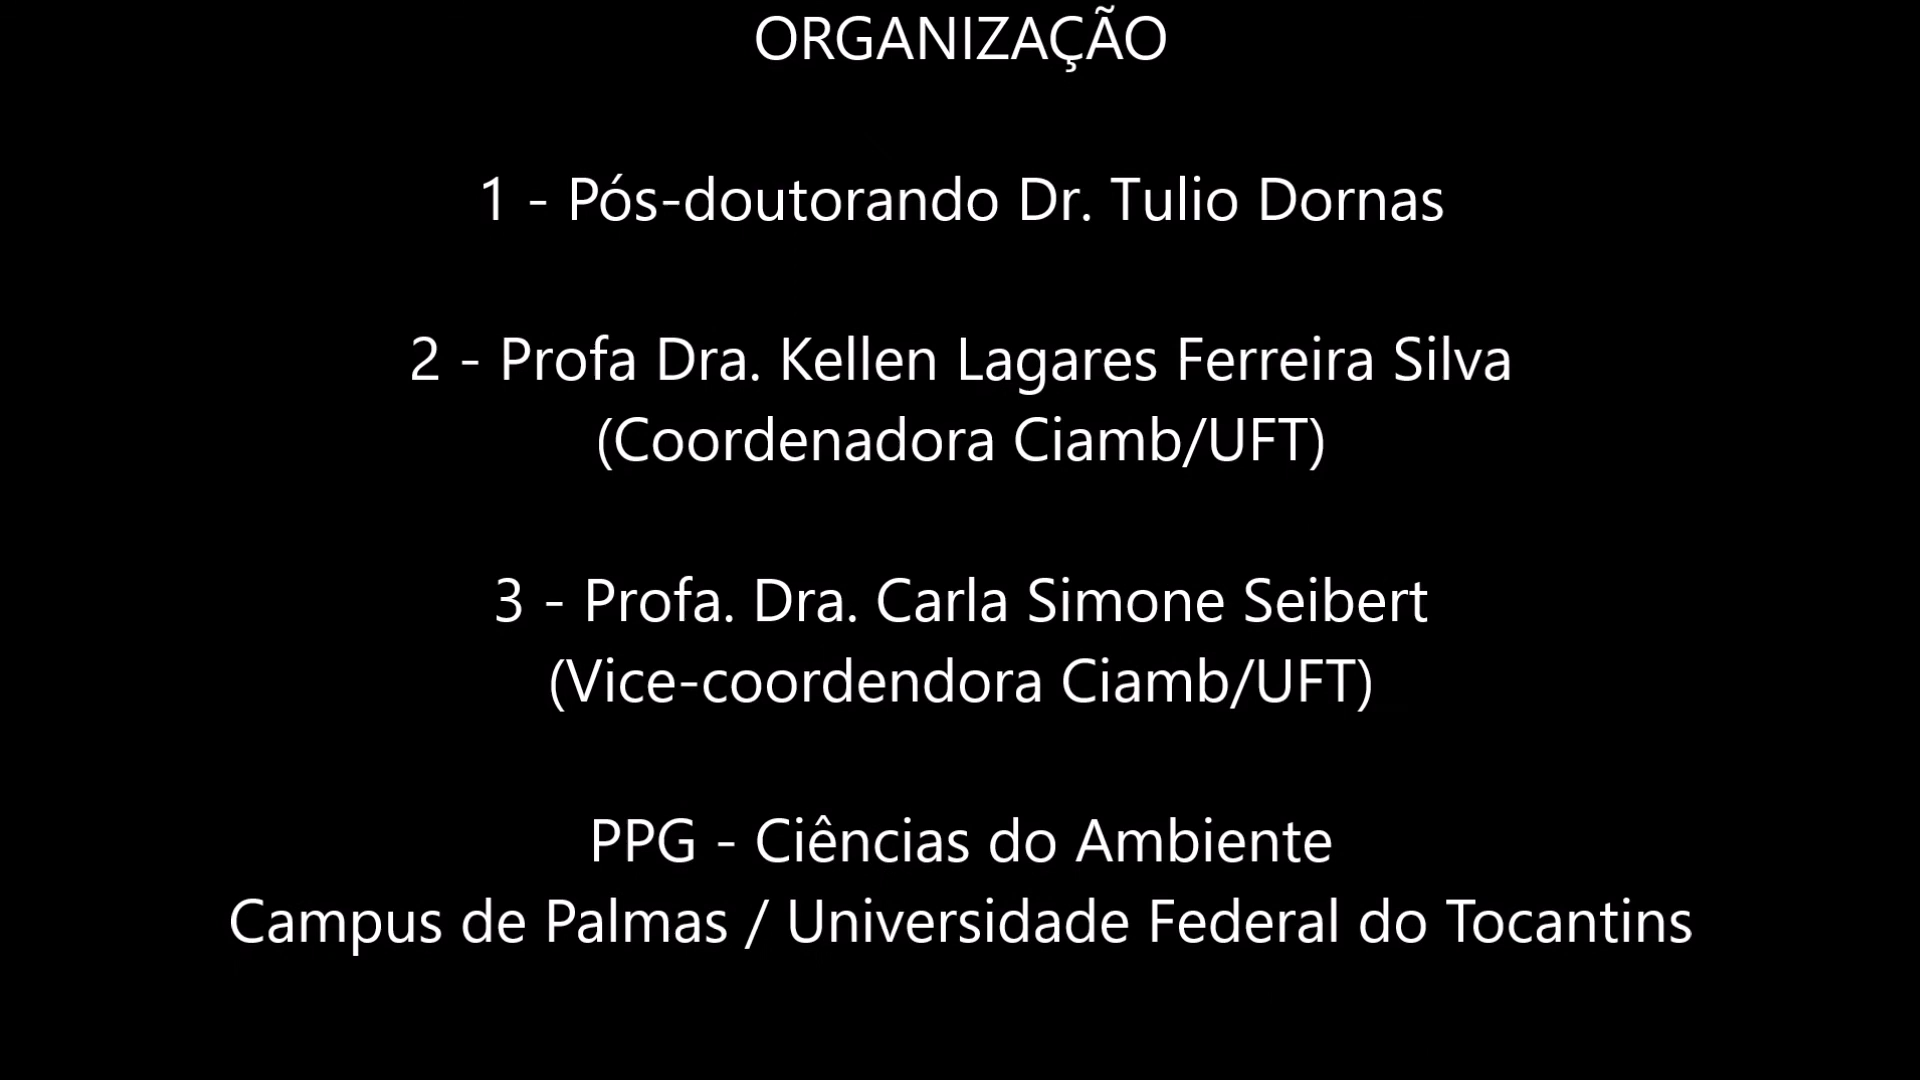 ORGANIZAÇÃO
1 - Pós-doutorando Dr. Tulio Dornas
2 - Profa Dra. Kellen Lagares Ferreira Silva
(Coordenadora Ciamb/UFT)
3 - Profa. Dra. Carla Simone Seibert
(Vice-coordendora Ciamb/UFT)
PPG - Ciências do Ambiente
Campus de Palmas / Universidade Federal do Tocantins